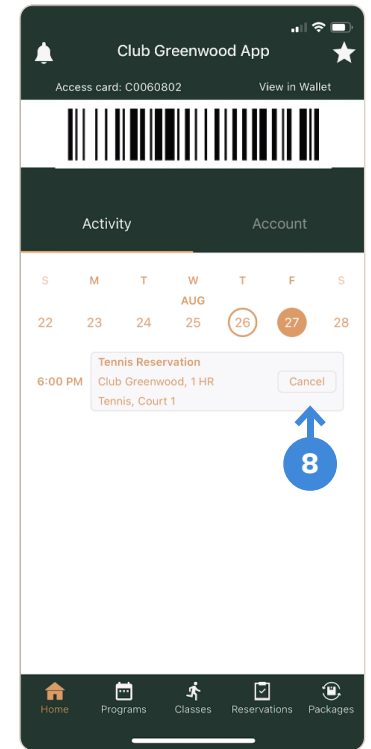 Club Greenwood App
Access card: C0060802 View in Wallet
Activity Account
S M T W T F S
AUG
22 23 24 25 26 27 28
Tennis Reservation
6:00 PM Club Greenwood, 1 HR Cancel
Tennis, Court 1
8
Home Programs Classes Reservations Packages